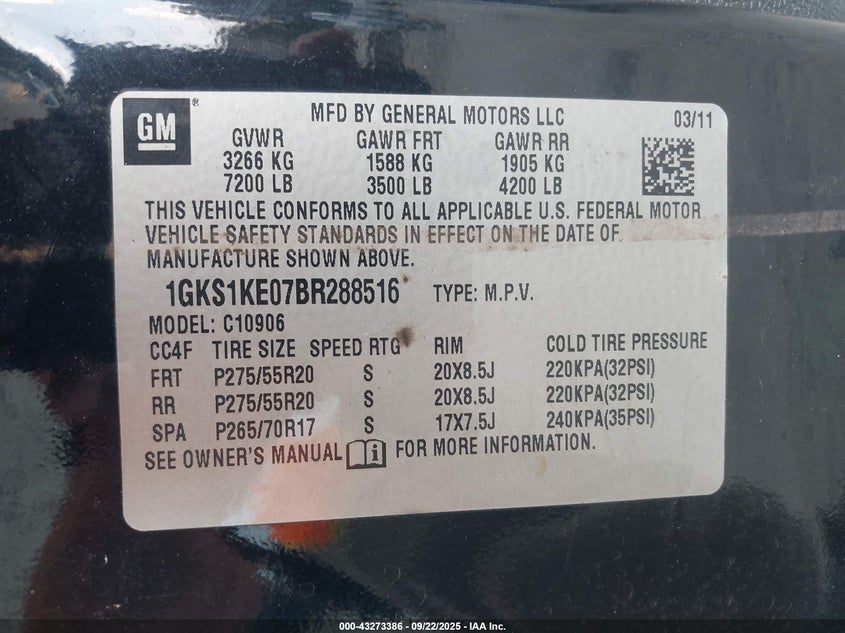 GM
MFD BY GENERAL MOTORS LLC 03/11
GVWR GAWR FRT GAWR RR
3266 KG 1588 KG 1905 KG
7200 LB 3500 LB 4200 LB
THIS VEHICLE CONFORMS TO ALL APPLICABLE U.S. FEDERAL MOTOR
VEHICLE SAFETY STANDARDS IN EFFECT ON THE DATE OF
MANUFACTURE SHOWN ABOVE.
1GKS1KE07BR288516 TYPE: M.P.V.
MODEL: C10906
CC4F TIRE SIZE SPEED RTG RIM COLD TIRE PRESSURE
FRT P275/55R20 S 20X8.5J 220KPA(32PSI)
RR P275/55R20 S 20X8.5J 220KPA(32PSI)
SPA P265/70R17 S 17X7.5J 240KPA(35PSI)
SEE OWNER'S MANUAL i FOR MORE INFORMATION.
000-43273386 - 09/22/2025 - IAA Inc.